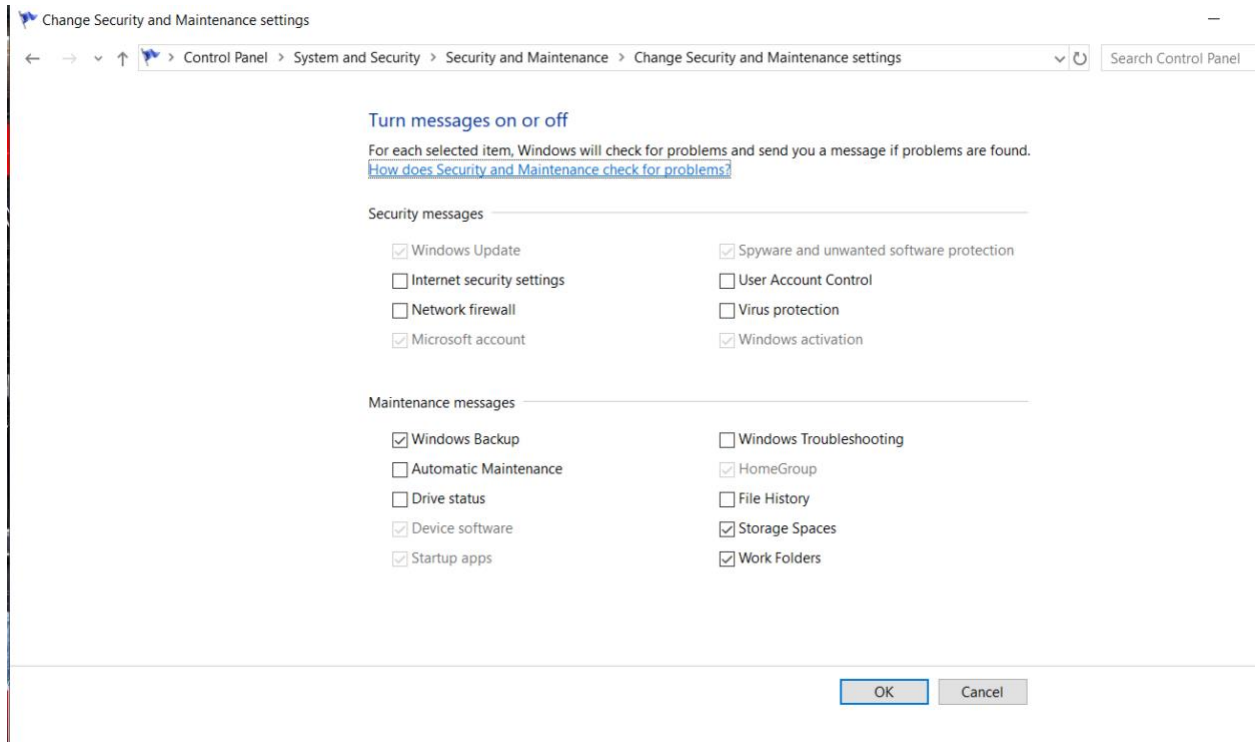 Change Security and Maintenance settings
Control Panel > System and Security > Security and Maintenance > Change Security and Maintenance settings
Search Control Panel
Turn messages on or off
For each selected item, Windows will check for problems and send you a message if problems are found.
How does Security and Maintenance check for problems?
Security messages
Windows Update
Spyware and unwanted software protection
Internet security settings
User Account Control
Network firewall
Virus protection
Microsoft account
Windows activation
Maintenance messages
Windows Backup
Windows Troubleshooting
Automatic Maintenance
HomeGroup
Drive status
File History
Device software
Storage Spaces
Startup apps
Work Folders
OK
Cancel